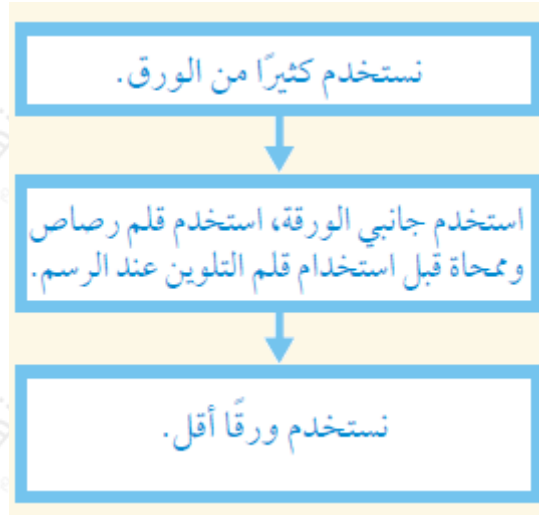 نستخدم كثيرًا من الورق.
استخدم جانبي الورقة، استخدم قلم رصاص
وممحاة قبل استخدام قلم التلوين عند الرسم.
نستخدم ورقًا أقل.